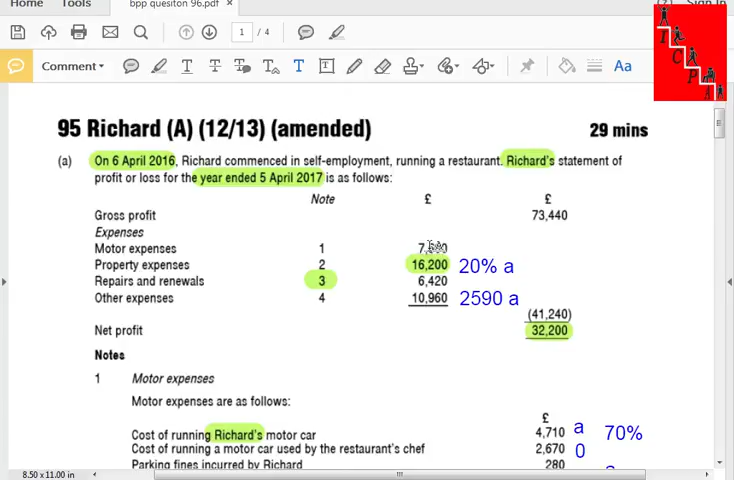 Home Tools bpp quesiton 96.pdf × Sign In
1 / 4
Comment T T T T T T Aa
I
C
P
A
95 Richard (A) (12/13) (amended) 29 mins
(a) On 6 April 2016, Richard commenced in self-employment, running a restaurant. Richard's statement of
profit or loss for the year ended 5 April 2017 is as follows:
Note £ £
Gross profit 73,440
Expenses
Motor expenses 1
Property expenses 2 16,200 20% a
Repairs and renewals 3 6,420
Other expenses 4 10,960 2590 a
(41,240)
Net profit 32,200
Notes
1 Motor expenses
Motor expenses are as follows:
£
Cost of running Richard's motor car 4,710 a 70%
Cost of running a motor car used by the restaurant's chef 2,670 0
Parking fines incurred by Richard 280 a
8.50 x 11.00 in